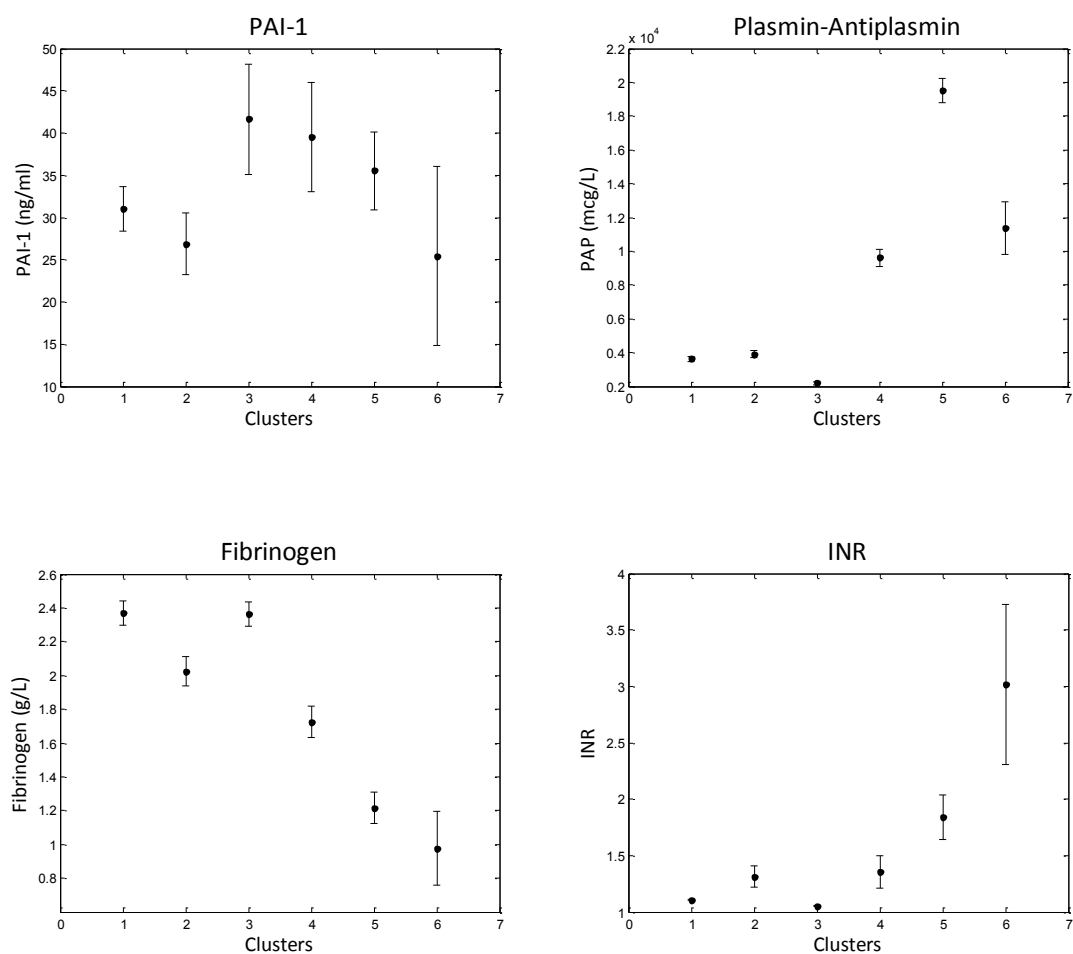 PAI-1
50
45
40
35
30
25
20
15
10
PAI-1 (ng/ml)
0 1 2 3 4 5 6 7
Clusters
Plasmin-Antiplasmin
x 10⁴
2.2
2
1.8
1.6
1.4
1.2
1
0.8
0.6
0.4
0.2
PAP (mcg/L)
0 1 2 3 4 5 6 7
Clusters
Fibrinogen
2.6
2.4
2.2
2
1.8
1.6
1.4
1.2
1
0.8
Fibrinogen (g/L)
0 1 2 3 4 5 6 7
Clusters
INR
4
3.5
3
2.5
2
1.5
1
INR
0 1 2 3 4 5 6 7
Clusters